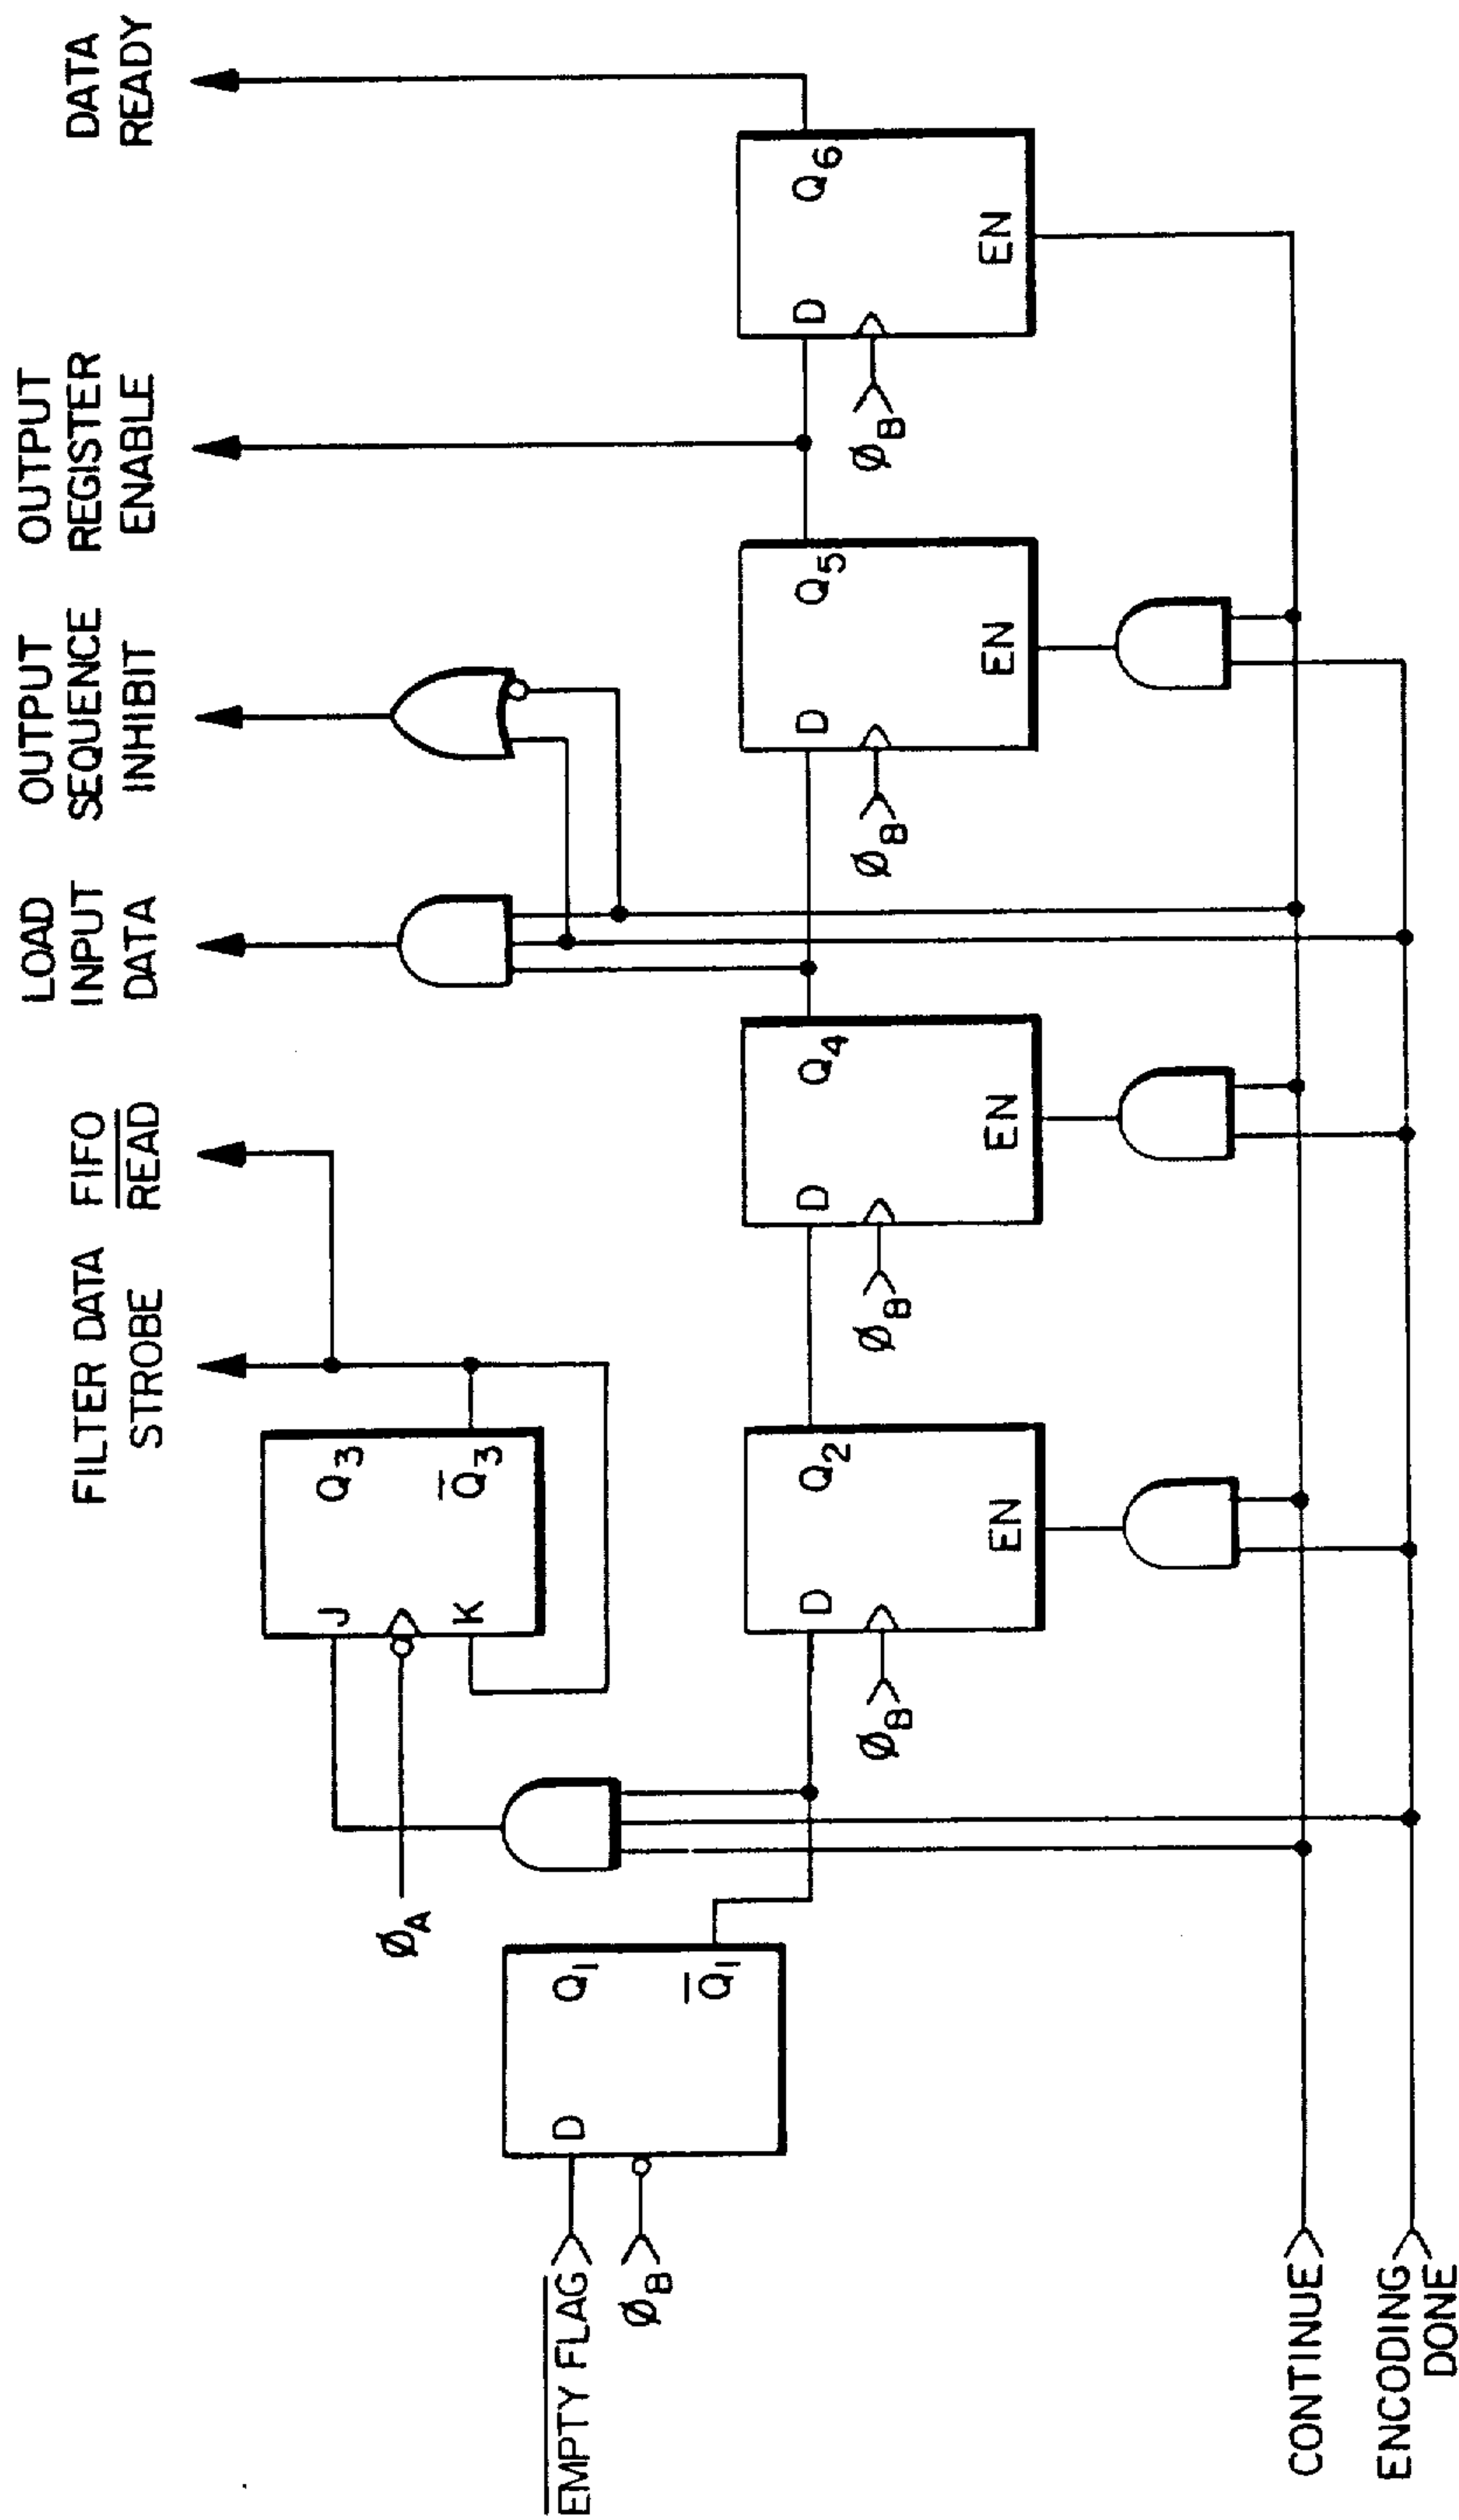 FILTER DATA
STROBE
FIFO
READ
LOAD
INPUT
DATA
OUTPUT
SEQUENCE
INHIBIT
OUTPUT
REGISTER
ENABLE
DATA
READY
J
Q3
K
Q̅3
ØA
EMPTY FLAG
D
Q1
Q̅1
ØB
D
Q2
EN
ØB
D
Q4
EN
ØB
D
Q5
EN
ØB
D
Q6
EN
ØB
CONTINUE
ENCODING
DONE